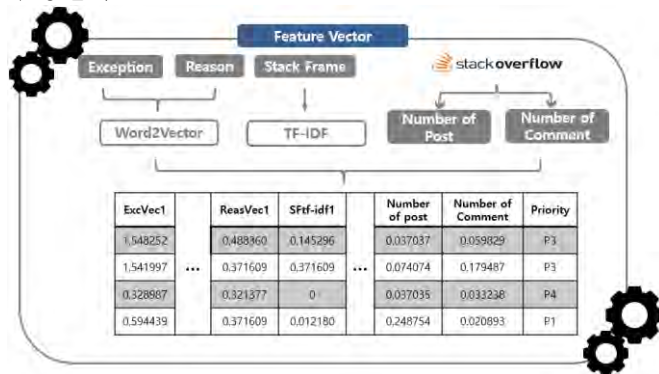 Feature Vector
Exception Reason Stack Frame stackoverflow
Word2Vector TF-IDF Number of Post Number of Comment
ExcVec1 ReasVec1 SFtf-idf1 Number of post Number of Comment Priority
1,548252 0,488360 0,145296 0,037037 0,059829 P3
1,541997 ... 0,371609 0,371609 ... 0,074074 0,179487 P3
0,328987 0,321377 0 0,037035 0,033238 P4
0,594439 0,371609 0,012180 0,248754 0,020893 P1